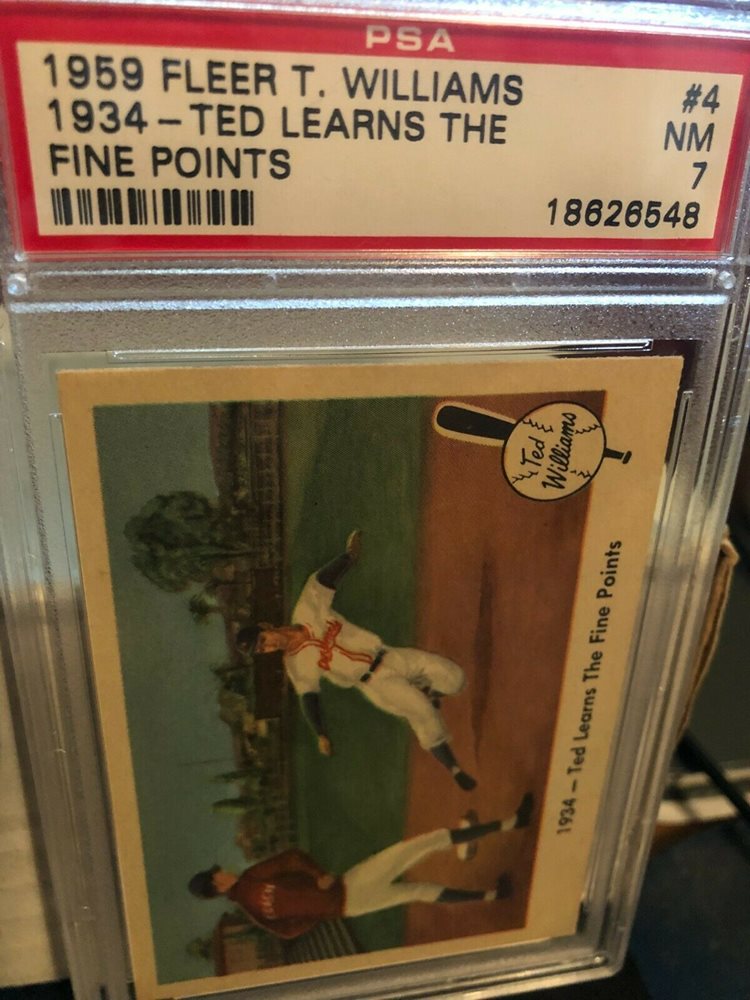 PSA
1959 FLEER T. WILLIAMS #4
1934-TED LEARNS THE NM
FINE POINTS 7
18626548
Ted
Williams
1934 — Ted Learns The Fine Points
COACH